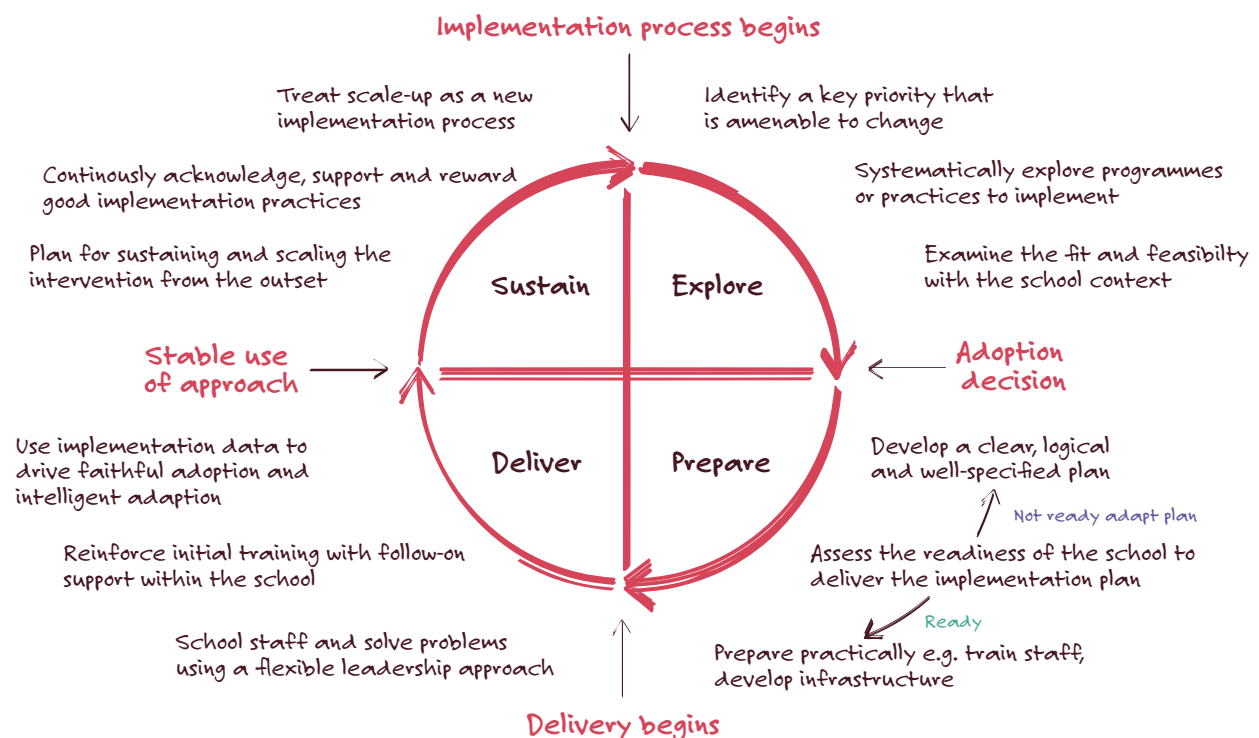 Implementation process begins
Treat scale-up as a new
implementation process
Identify a key priority that
is amenable to change
Continously acknowledge, support and reward
good implementation practices
Systematically explore programmes
or practices to implement
Plan for sustaining and scaling the
intervention from the outset
Examine the fit and feasibilty
with the school context
Sustain
Explore
Stable use
of approach
Adoption
decision
Use implementation data to
drive faithful adoption and
intelligent adaption
Deliver
Prepare
Develop a clear, logical
and well-specified plan
Not ready adapt plan
Reinforce initial training with follow-on
support within the school
Assess the readiness of the school to
deliver the implementation plan
Ready
School staff and solve problems
using a flexible leadership approach
Prepare practically e.g. train staff,
develop infrastructure
Delivery begins